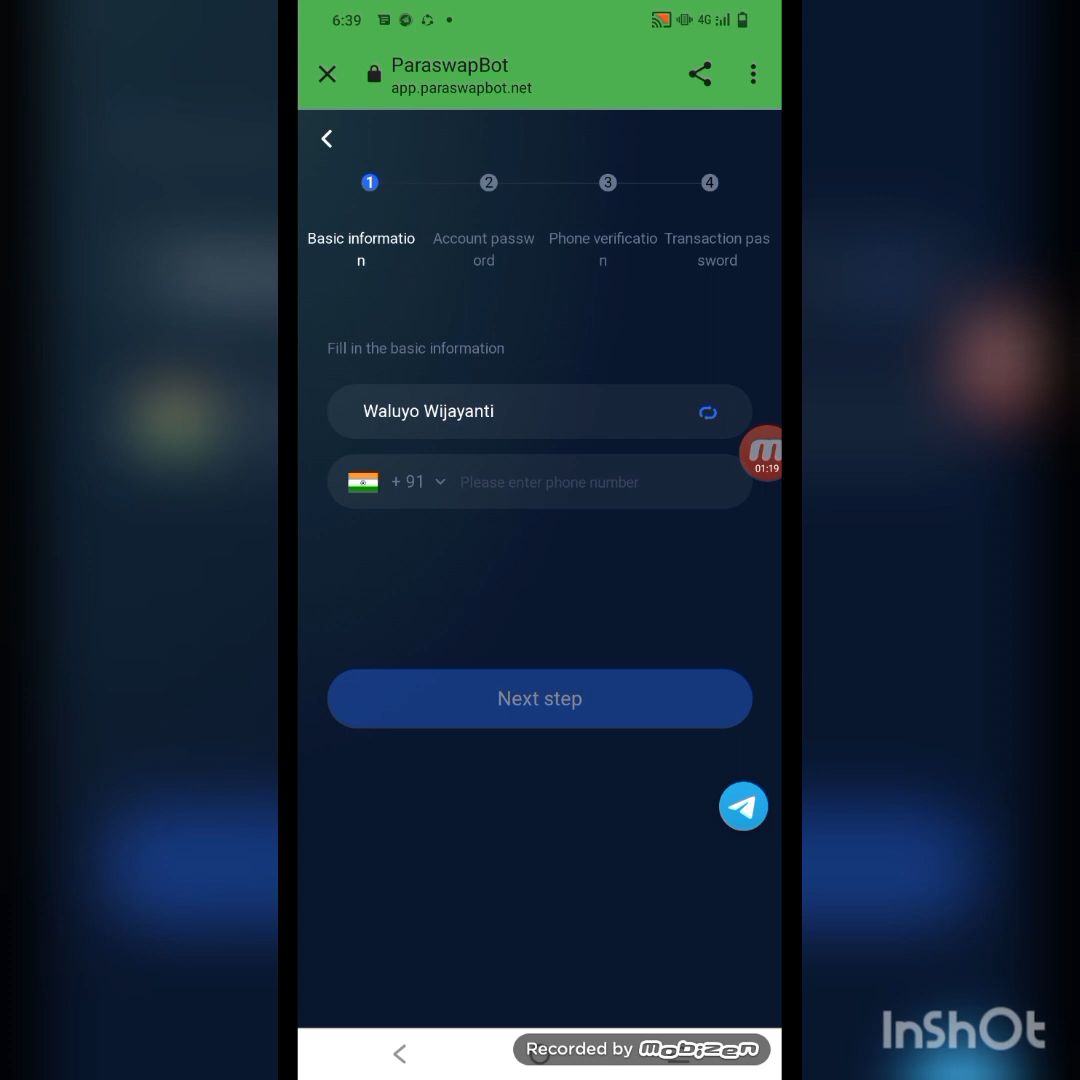 6:39
4G
ParaswapBot
app.paraswapbot.net
1
2
3
4
Basic informatio
n
Account passw
ord
Phone verificatio
n
Transaction pas
sword
Fill in the basic information
Waluyo Wijayanti
+ 91
Please enter phone number
01:19
Next step
InShOt
Recorded by mobizen